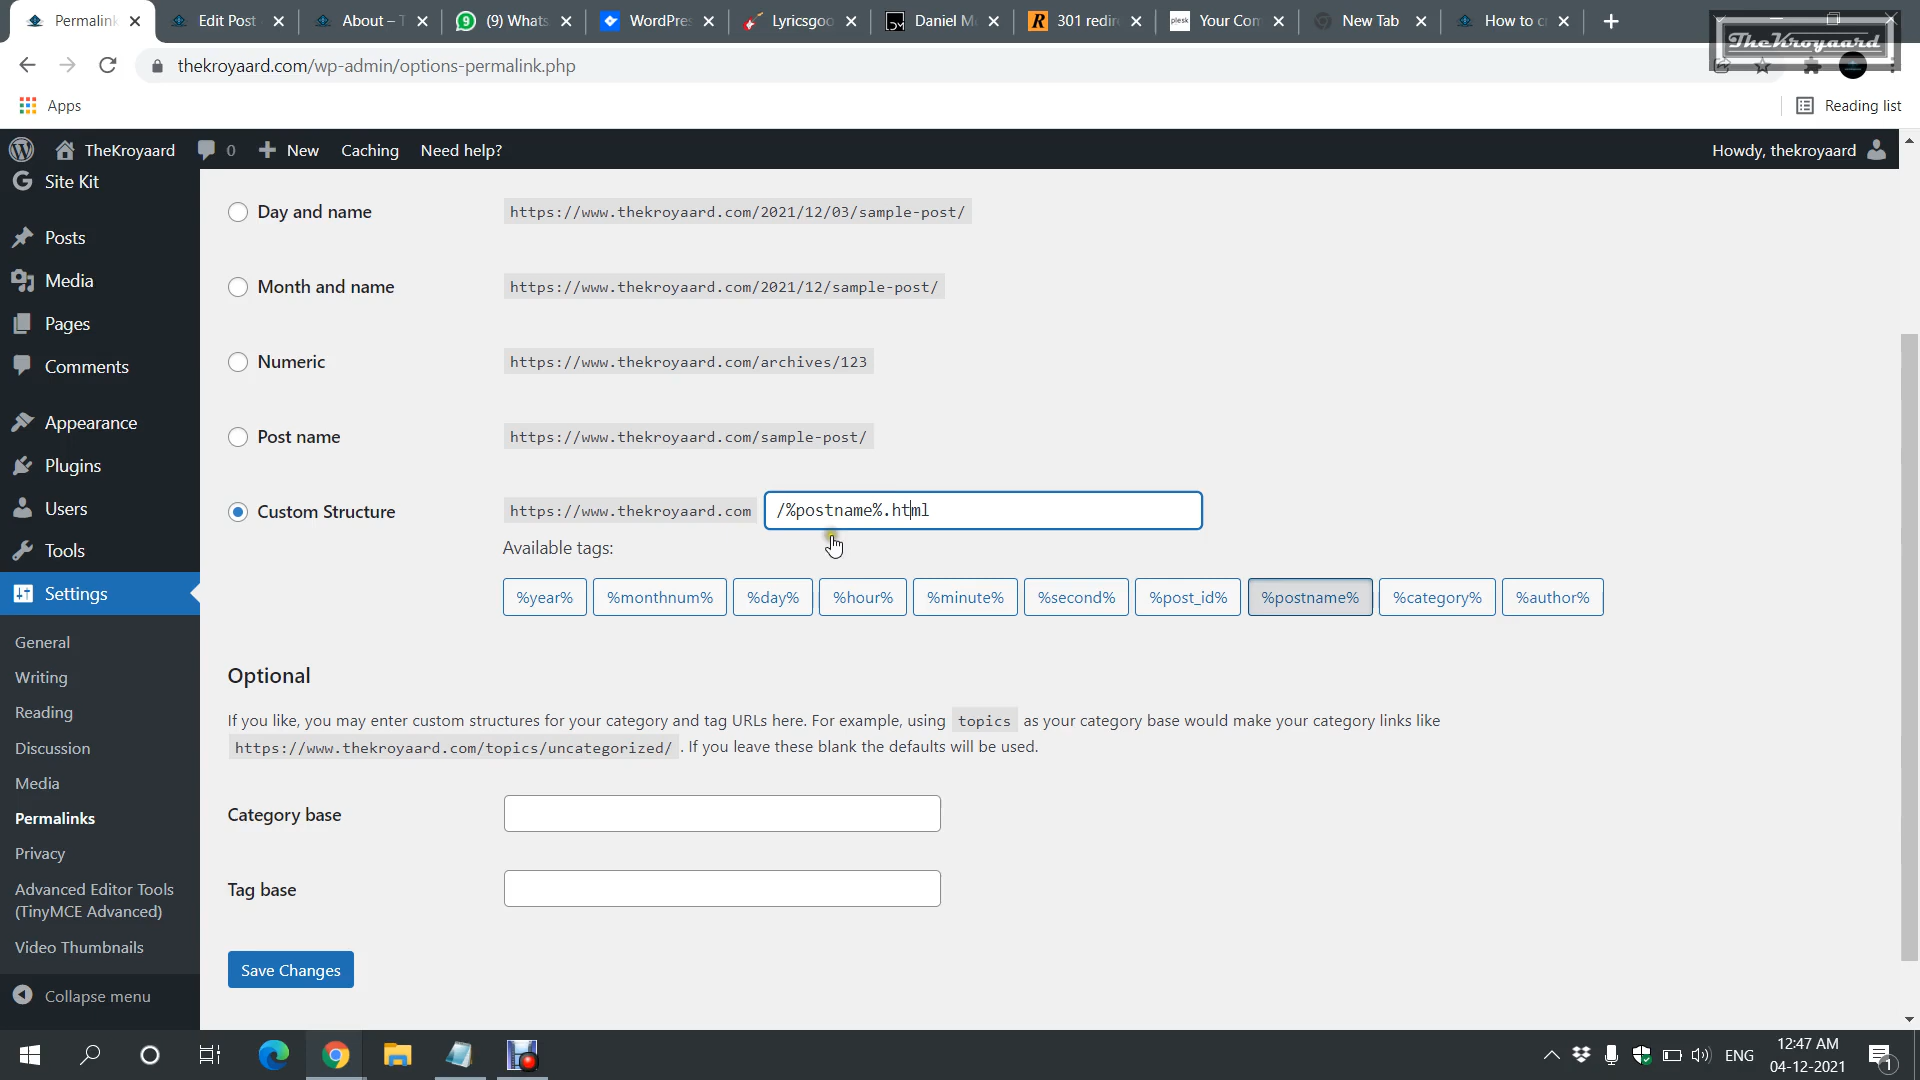 Permalink
Edit Post
About – T
(9) Whats
WordPres
Lyricsgoo
Daniel M
301 redire
plesk
Your Con
New Tab
How to c
TheKroyaard
thekroyaard.com/wp-admin/options-permalink.php
Apps
Reading list
TheKroyaard
0
New
Caching
Need help?
Howdy, thekroyaard
Site Kit
Posts
Media
Pages
Comments
Appearance
Plugins
Users
Tools
Settings
General
Writing
Reading
Discussion
Media
Permalinks
Privacy
Advanced Editor Tools
(TinyMCE Advanced)
Video Thumbnails
Collapse menu
Day and name https://www.thekroyaard.com/2021/12/03/sample-post/
Month and name https://www.thekroyaard.com/2021/12/sample-post/
Numeric https://www.thekroyaard.com/archives/123
Post name https://www.thekroyaard.com/sample-post/
Custom Structure https://www.thekroyaard.com /%postname%.html
Available tags:
%year% %monthnum% %day% %hour% %minute% %second% %post_id% %postname% %category% %author%
Optional
If you like, you may enter custom structures for your category and tag URLs here. For example, using topics as your category base would make your category links like
https://www.thekroyaard.com/topics/uncategorized/ . If you leave these blank the defaults will be used.
Category base
Tag base
Save Changes
ENG
12:47 AM
04-12-2021
1